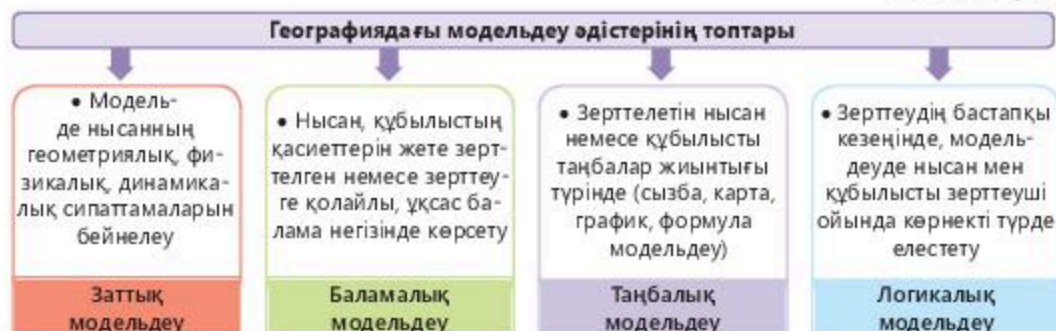 Географиядағы модельдеу әдістерінің топтары
• Модель-
де нысанның
геометриялық, фи-
зикалық, динамика-
лық сипаттамаларын
бейнелеу
Заттық
модельдеу
• Нысан, құбылыстың
қасиеттерін жете зерт-
телген немесе зерттеу-
ге қолайлы, ұқсас ба-
лама негізінде көрсету
Баламалық
модельдеу
• Зерттелетін нысан
немесе құбылысты
таңбалар жиынтығы
түрінде (сызба, карта,
график, формула
модельдеу)
Таңбалық
модельдеу
• Зерттеудің бастапқы
кезеңінде, модель-
деуде нысан мен
құбылысты зерттеуші
ойында көрнекті түрде
елестету
Логикалық
модельдеу